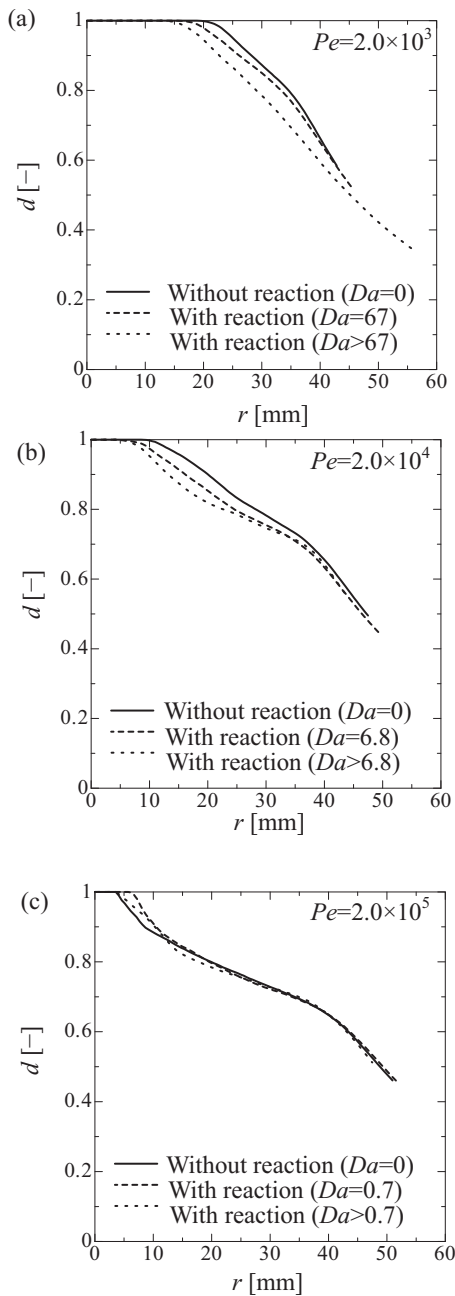 (a)
Pe=2.0×10³
1
0.8
0.6
0.4
0.2
0
d [−]
Without reaction (Da=0)
With reaction (Da=67)
With reaction (Da>67)
0 10 20 30 40 50 60
r [mm]
(b)
Pe=2.0×10⁴
1
0.8
0.6
0.4
0.2
0
d [−]
Without reaction (Da=0)
With reaction (Da=6.8)
With reaction (Da>6.8)
0 10 20 30 40 50 60
r [mm]
(c)
Pe=2.0×10⁵
1
0.8
0.6
0.4
0.2
0
d [−]
Without reaction (Da=0)
With reaction (Da=0.7)
With reaction (Da>0.7)
0 10 20 30 40 50 60
r [mm]